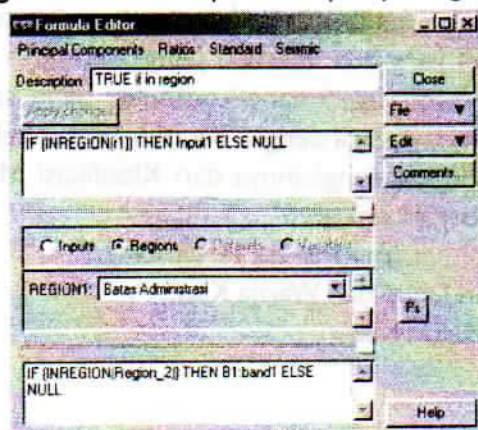 Formula Editor
Principal Components Ratios Standard Seismic
Description TRUE if in region
Close
Apply changes
File
IF (INREGION(r1)) THEN Input1 ELSE NULL
Edit
Comments
Inputs Regions Datasets Variables
REGION1: Batas Administrasi
IF (INREGION(Region_2)) THEN B1:band1 ELSE
NULL
Help